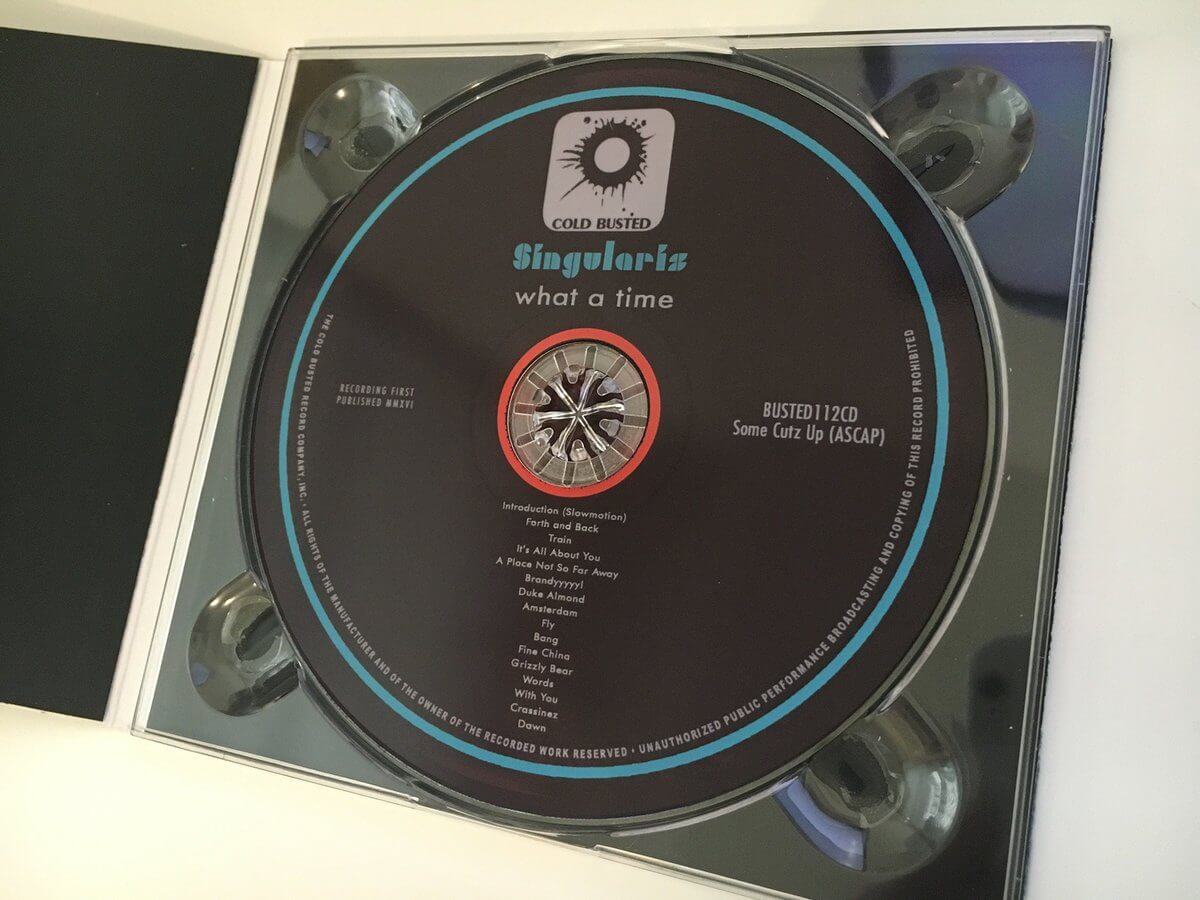 COLD BUSTED
Singularis
what a time
RECORDING FIRST
PUBLISHED MMXVI
BUSTED112CD
Some Cutz Up (ASCAP)
Introduction (Slowmotion)
Forth and Back
Train
It's All About You
A Place Not So Far Away
Brandyyyyy!
Duke Almond
Amsterdam
Fly
Bang
Fine China
Grizzly Bear
Words
With You
Crassinez
Dawn
THE COLD BUSTED RECORD COMPANY, INC. · ALL RIGHTS OF THE MANUFACTURER AND OF THE OWNER OF THE RECORDED WORK RESERVED · UNAUTHORIZED PUBLIC PERFORMANCE BROADCASTING AND COPYING OF THIS RECORD PROHIBITED